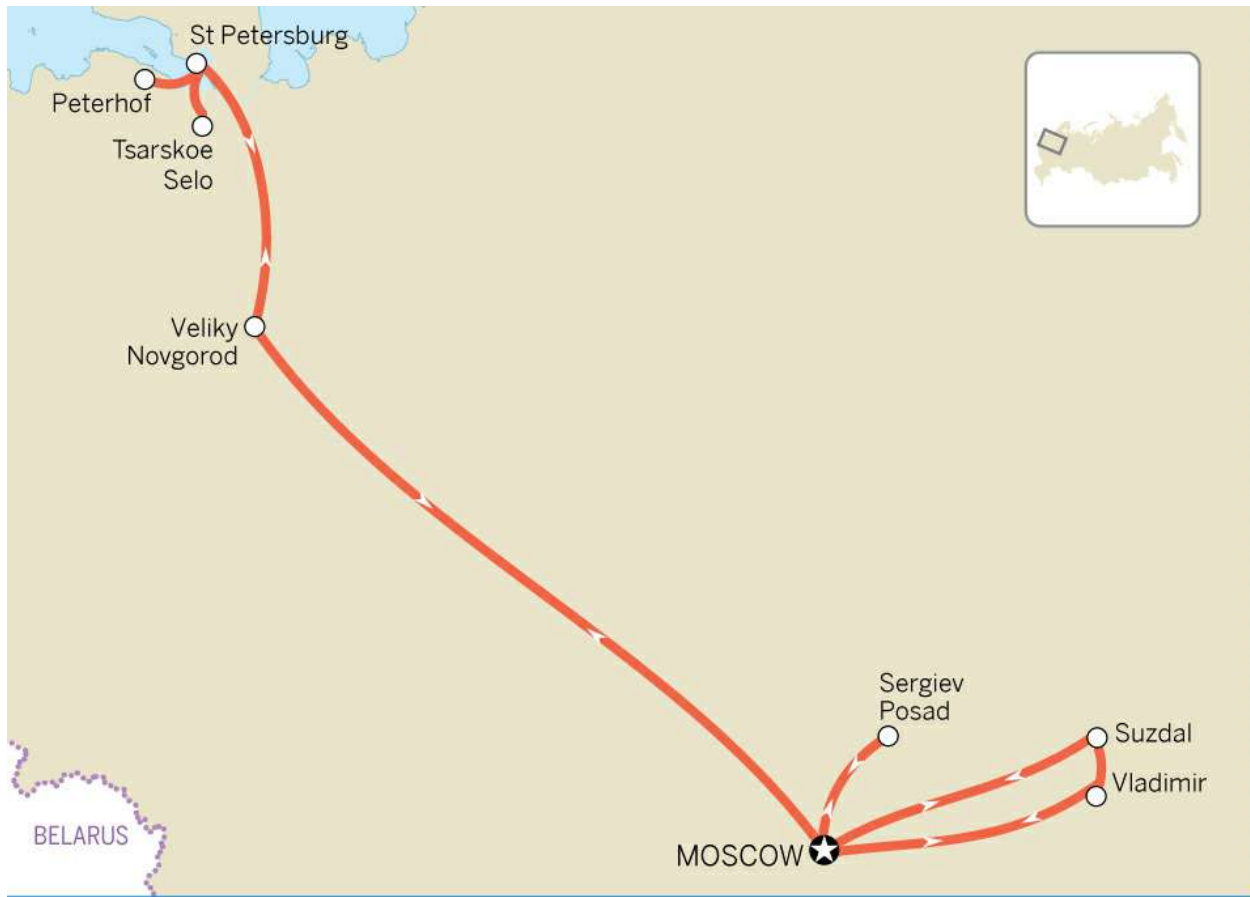 St Petersburg
Peterhof
Tsarskoe
Selo
Veliky
Novgorod
Sergiev
Posad
Suzdal
Vladimir
BELARUS
MOSCOW